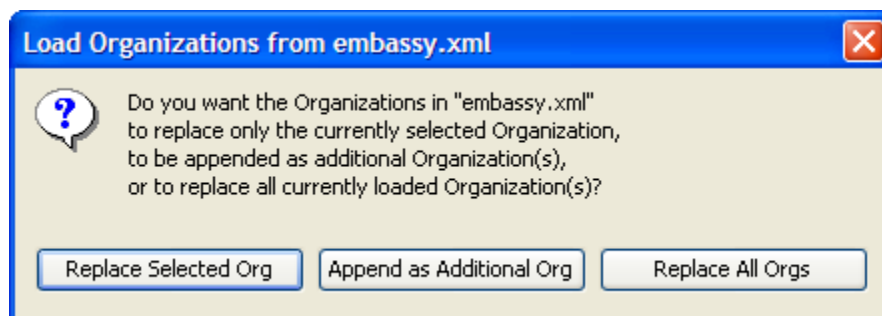 Load Organizations from embassy.xml
Do you want the Organizations in "embassy.xml"
to replace only the currently selected Organization,
to be appended as additional Organization(s),
or to replace all currently loaded Organization(s)?
Replace Selected Org
Append as Additional Org
Replace All Orgs